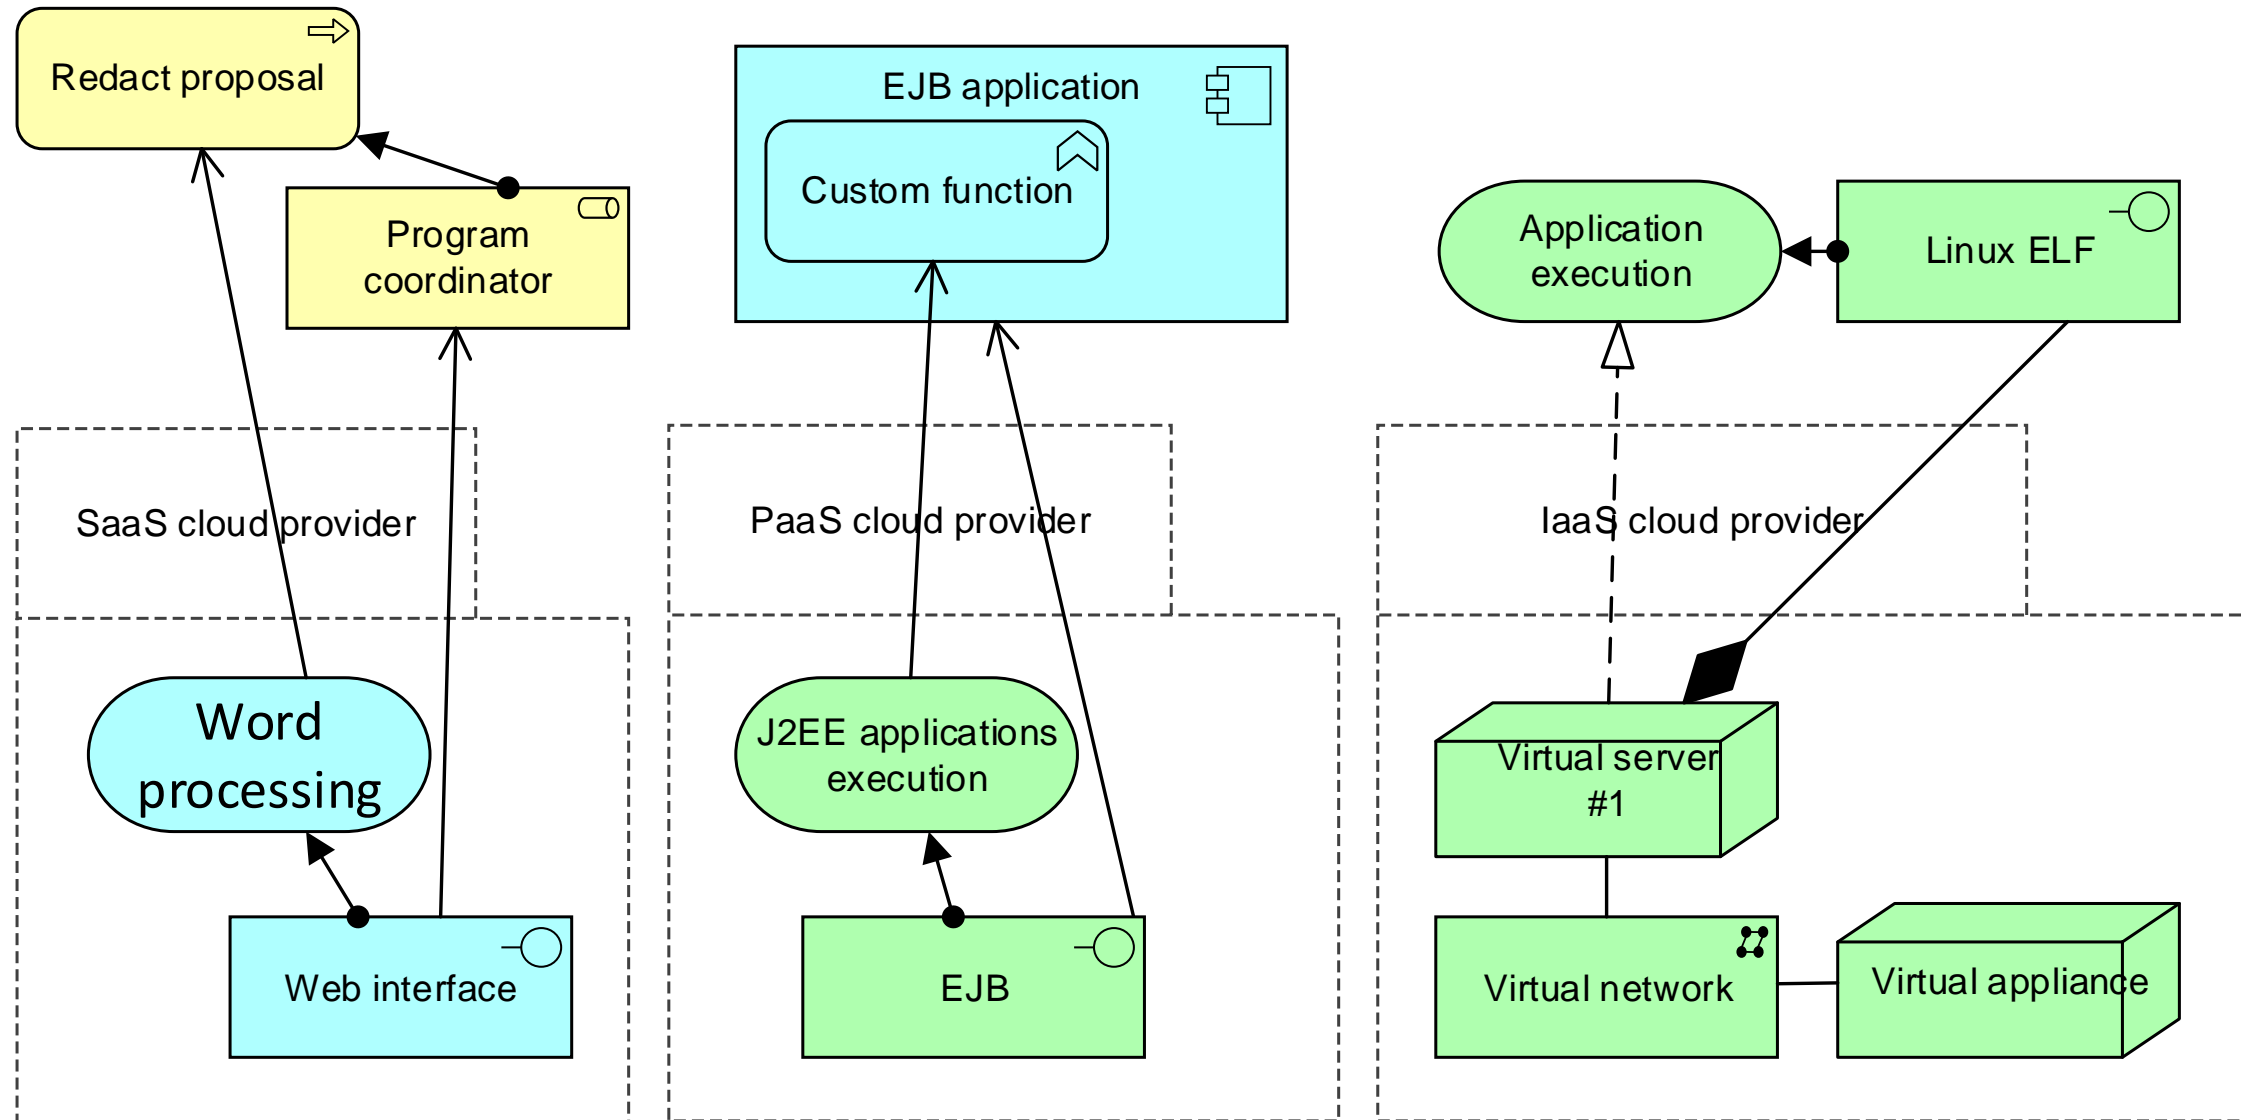 Redact proposal
Program
coordinator
SaaS cloud provider
Word
processing
Web interface
EJB application
Custom function
PaaS cloud provider
J2EE applications
execution
EJB
Application
execution
Linux ELF
IaaS cloud provider
Virtual server
#1
Virtual network
Virtual appliance